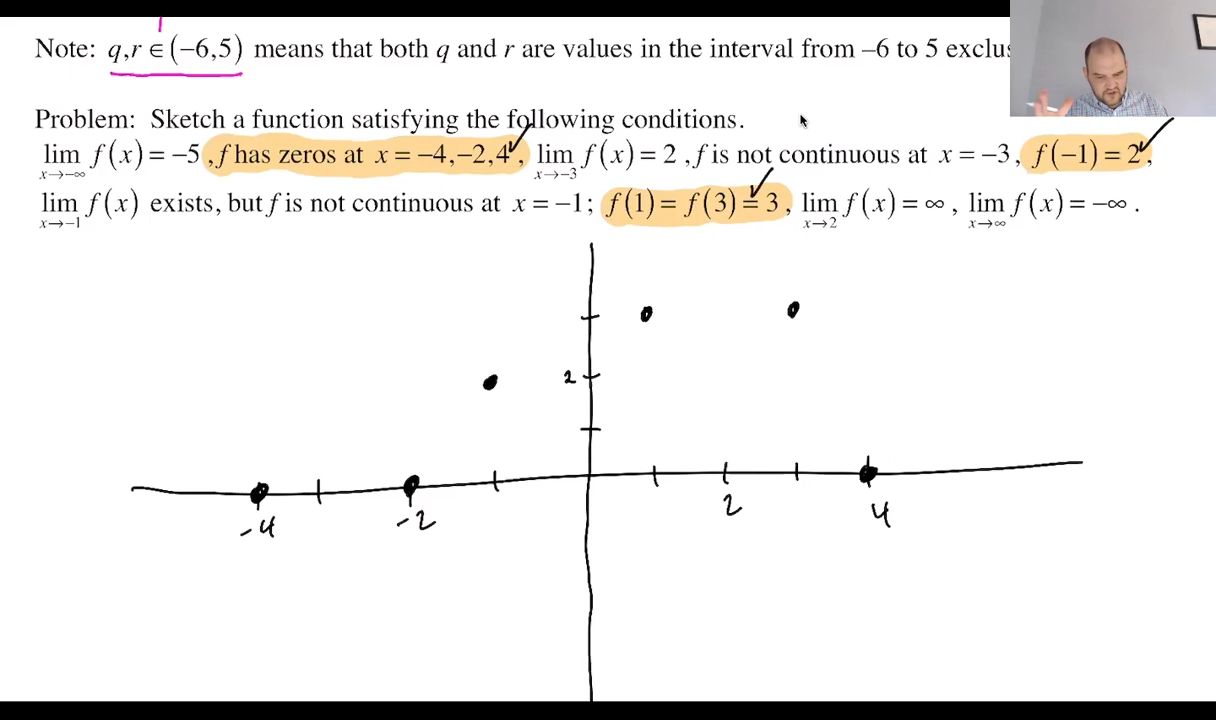 Note: q,r ∈ (−6,5) means that both q and r are values in the interval from −6 to 5
Problem: Sketch a function satisfying the following conditions.
lim x→−∞ f(x) = −5, f has zeros at x = −4,−2,4, lim x→−3 f(x) = 2, f is not continuous at x = −3, f(−1) = 2,
lim x→−1 f(x) exists, but f is not continuous at x = −1; f(1) = f(3) = 3, lim x→2 f(x) = ∞, lim x→∞ f(x) = −∞.
2
-4 -2 2 4